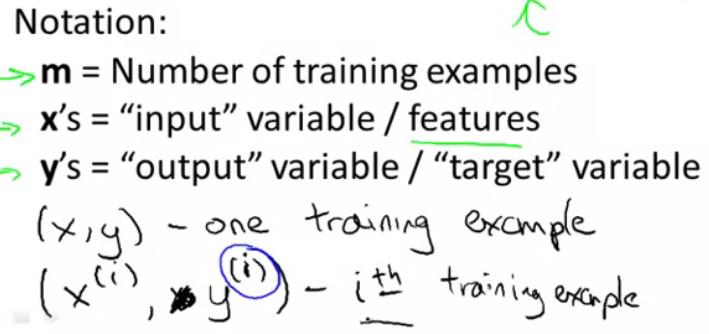 Notation:
m = Number of training examples
x's = “input” variable / features
y's = “output” variable / “target” variable
(x,y) - one training example
(x^(i), y^(i)) - i^th training example